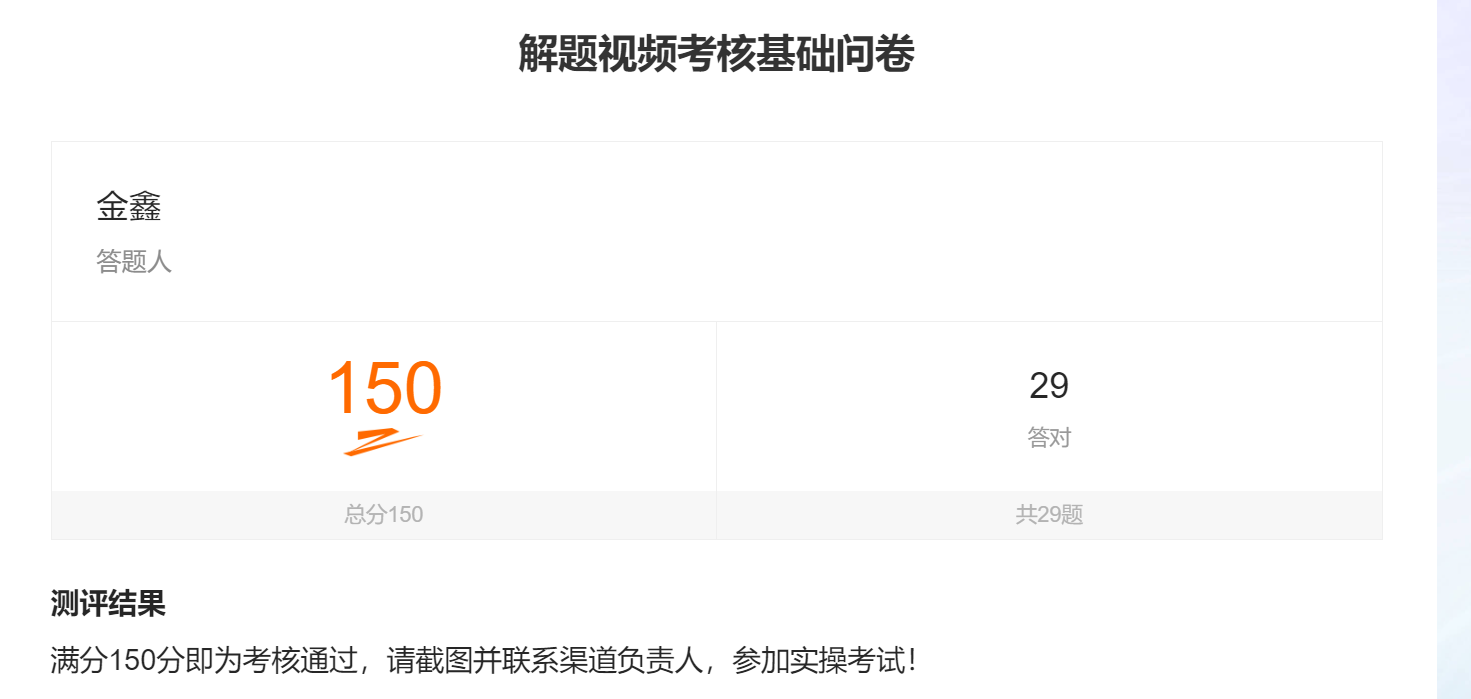 解题视频考核基础问卷
金鑫
答题人
150
29
答对
总分150
共29题
测评结果
满分150分即为考核通过，请截图并联系渠道负责人，参加实操考试！